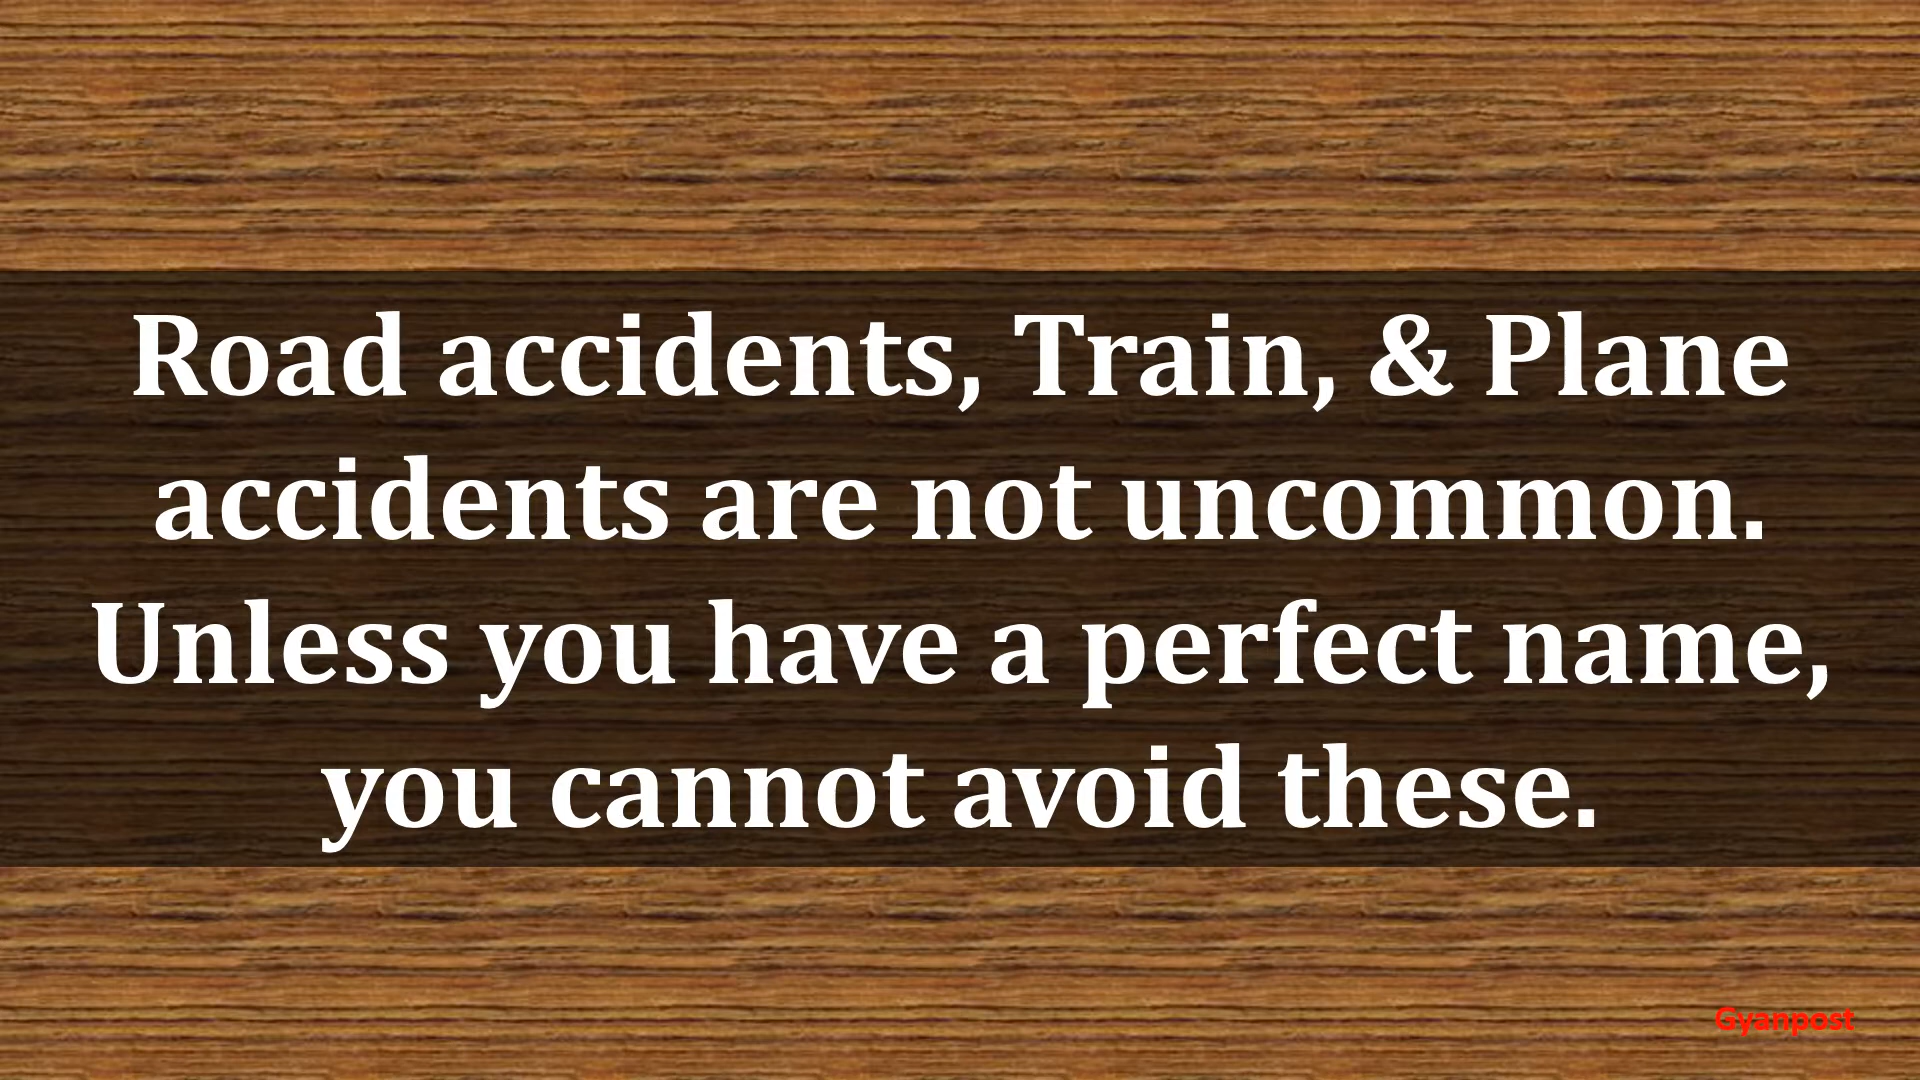 Road accidents, Train, & Plane
accidents are not uncommon.
Unless you have a perfect name,
you cannot avoid these.
Gyanpost